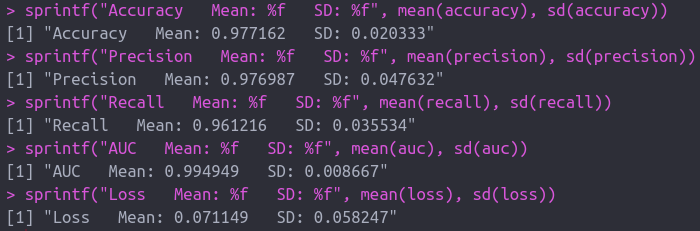 > sprintf("Accuracy   Mean: %f   SD: %f", mean(accuracy), sd(accuracy))
[1] "Accuracy   Mean: 0.977162   SD: 0.020333"
> sprintf("Precision   Mean: %f   SD: %f", mean(precision), sd(precision))
[1] "Precision   Mean: 0.976987   SD: 0.047632"
> sprintf("Recall   Mean: %f   SD: %f", mean(recall), sd(recall))
[1] "Recall   Mean: 0.961216   SD: 0.035534"
> sprintf("AUC   Mean: %f   SD: %f", mean(auc), sd(auc))
[1] "AUC   Mean: 0.994949   SD: 0.008667"
> sprintf("Loss   Mean: %f   SD: %f", mean(loss), sd(loss))
[1] "Loss   Mean: 0.071149   SD: 0.058247"